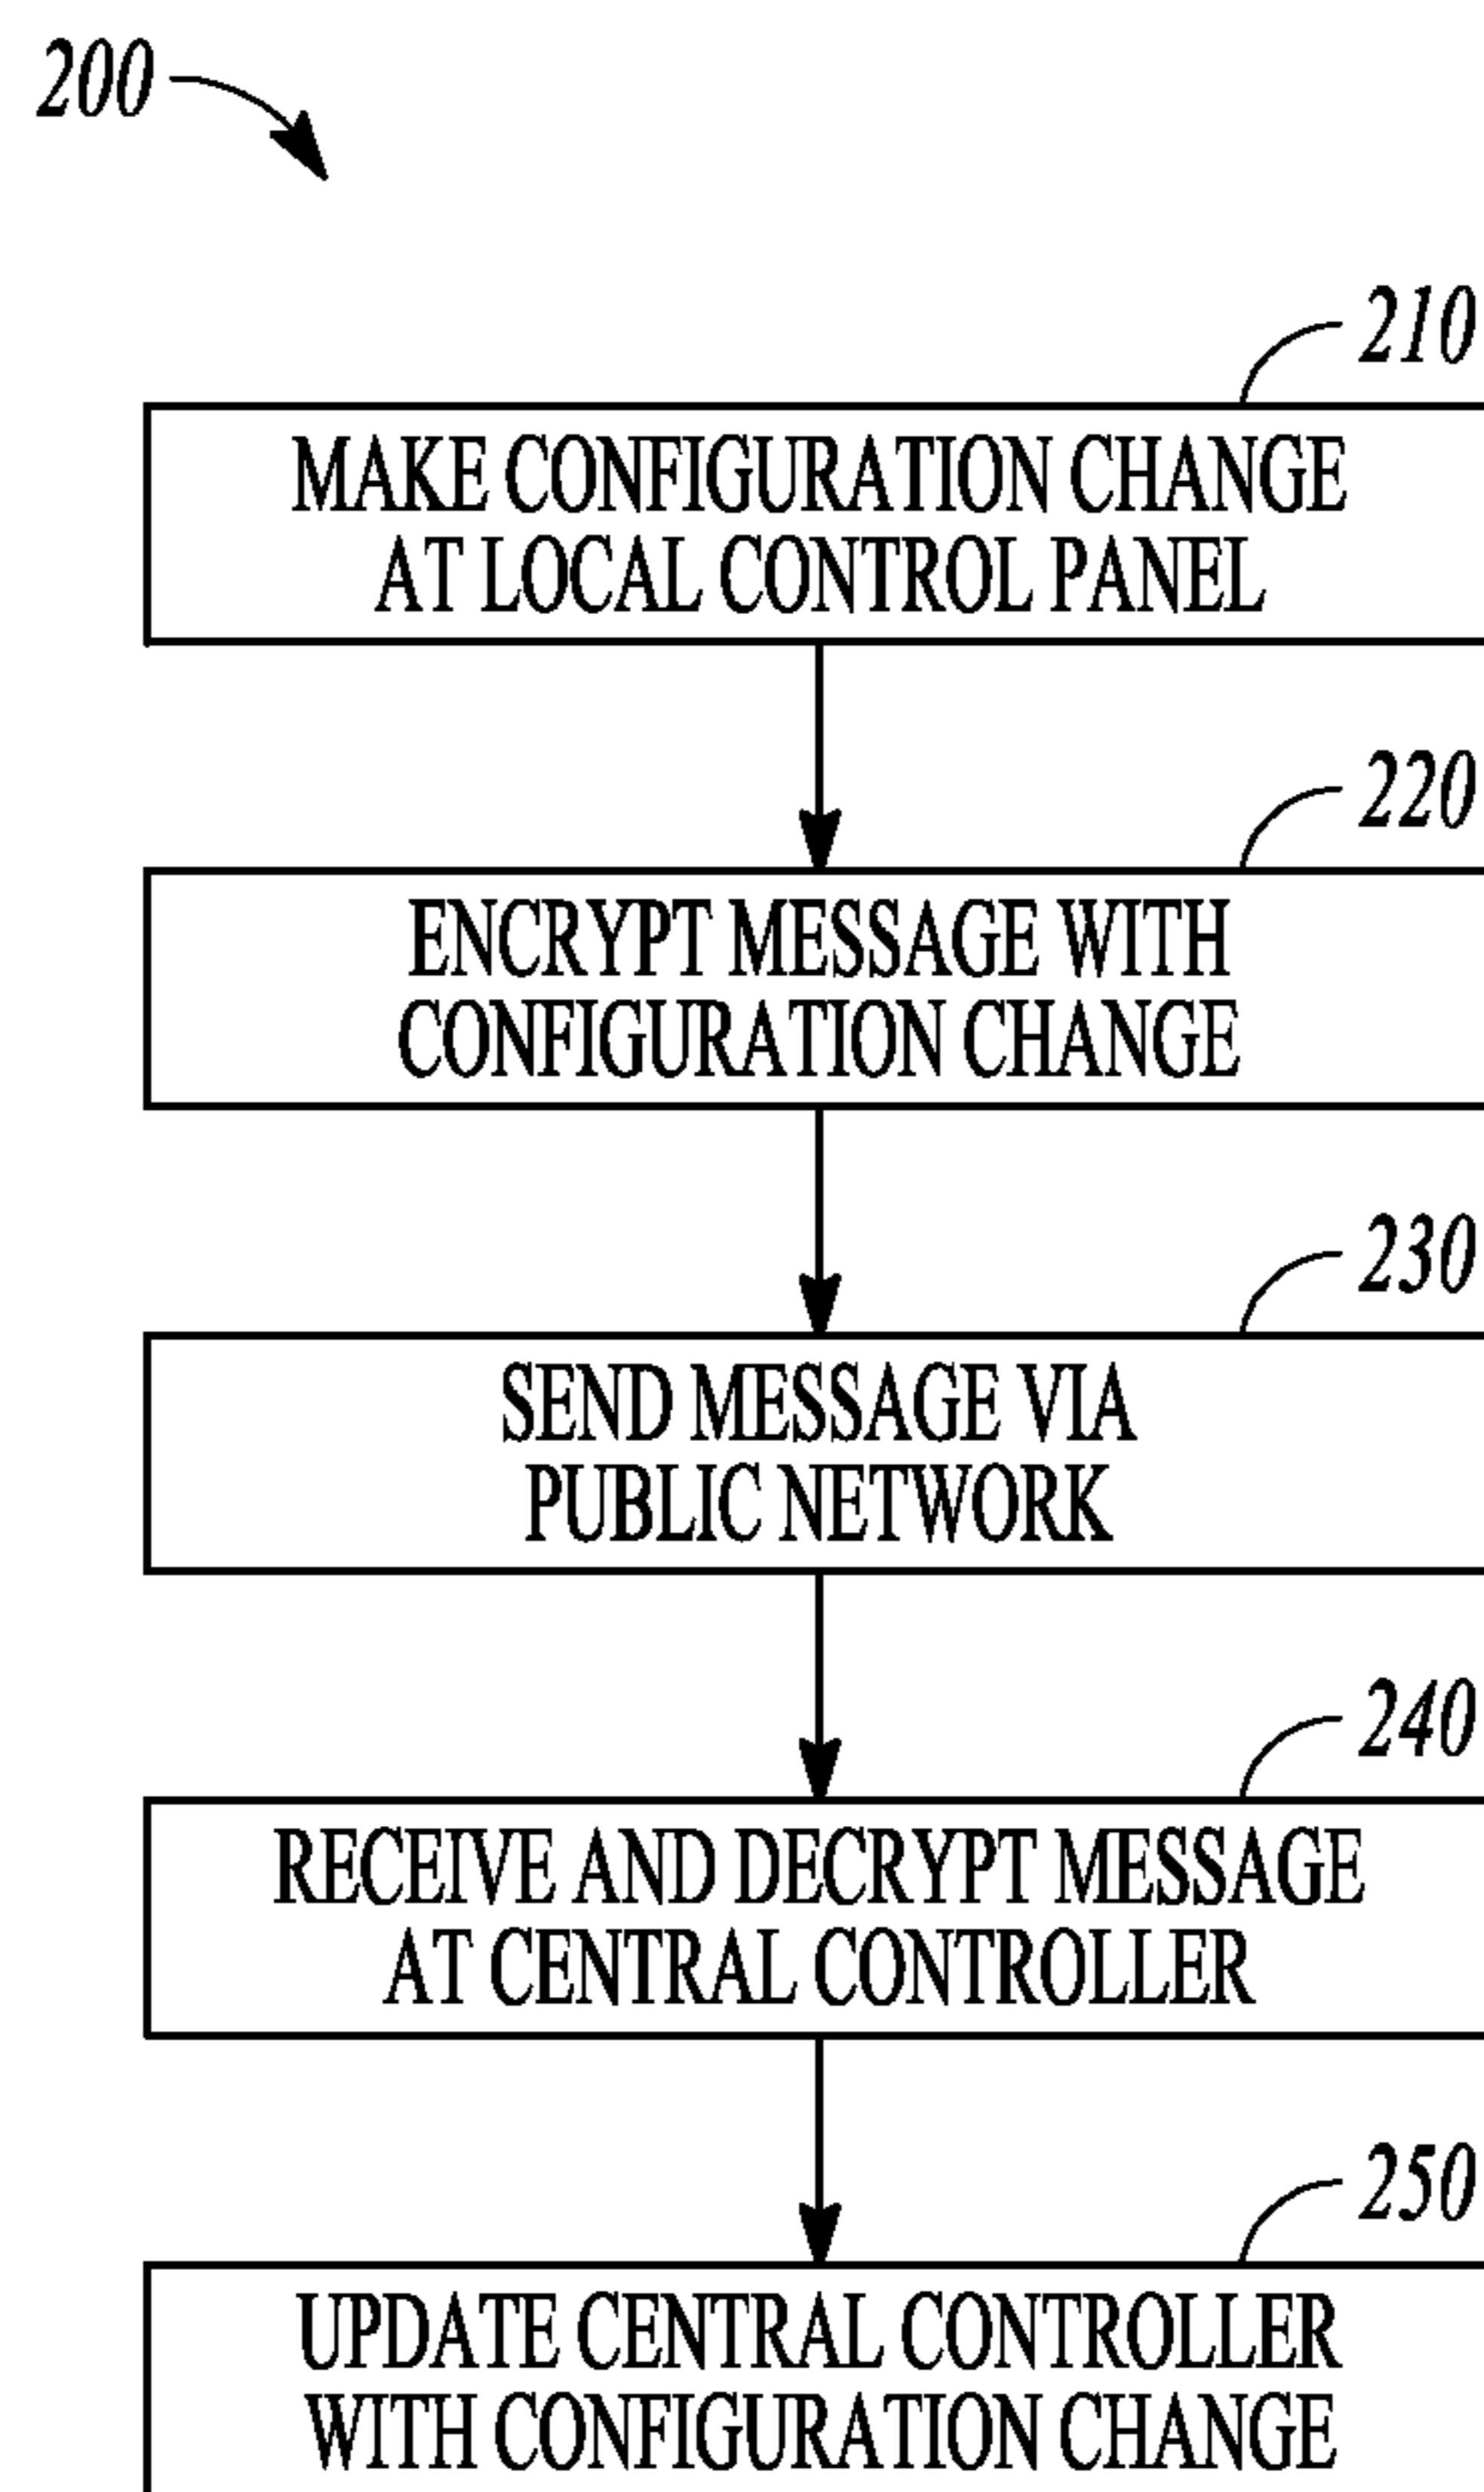 200
210
MAKE CONFIGURATION CHANGE
AT LOCAL CONTROL PANEL
220
ENCRYPT MESSAGE WITH
CONFIGURATION CHANGE
230
SEND MESSAGE VIA
PUBLIC NETWORK
240
RECEIVE AND DECRYPT MESSAGE
AT CENTRAL CONTROLLER
250
UPDATE CENTRAL CONTROLLER
WITH CONFIGURATION CHANGE